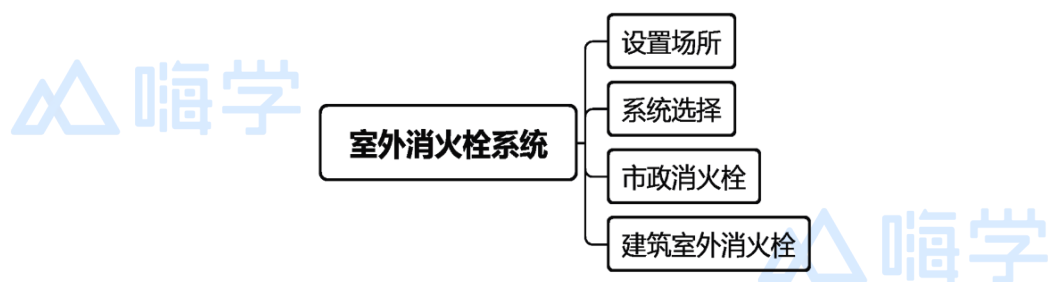 设置场所
嗨学
系统选择
室外消火栓系统
市政消火栓
建筑室外消火栓
嗨学